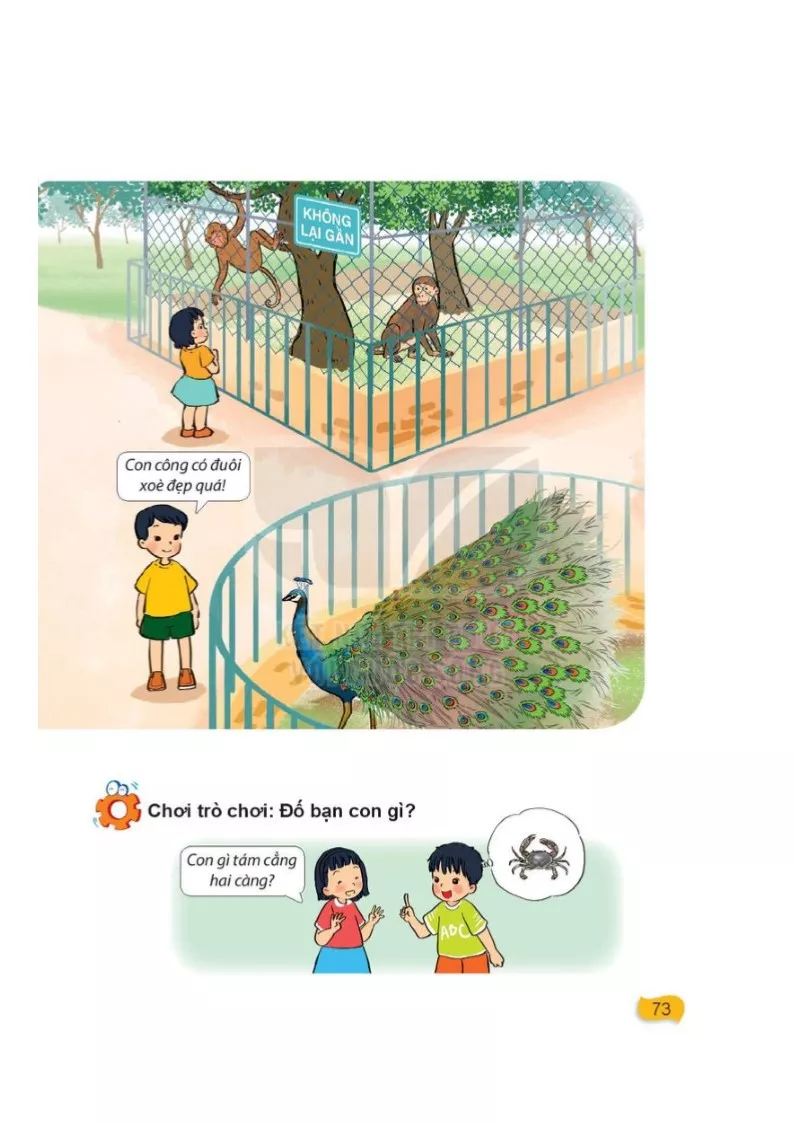 KHÔNG
LẠI GẦN
Con công có đuôi
xoè đẹp quá!
Chơi trò chơi: Đố bạn con gì?
Con gì tám cẳng
hai càng?
ABC
73